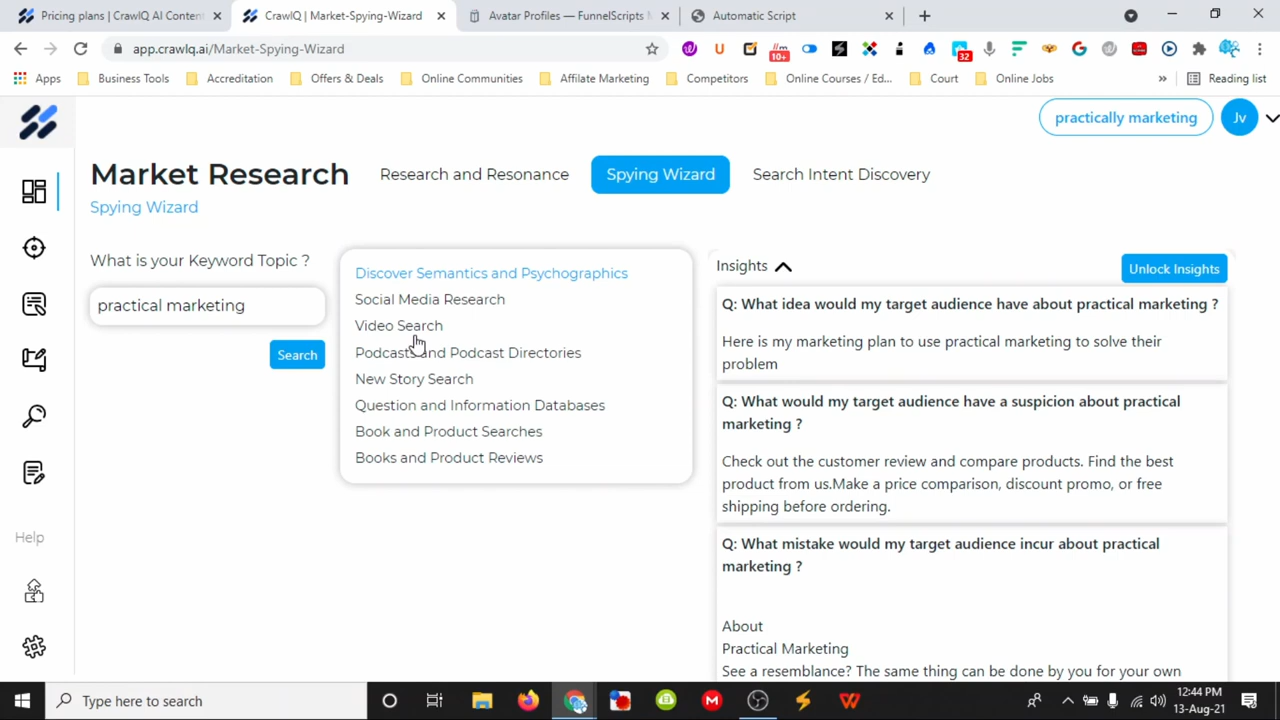 Pricing plans | CrawlQ AI Content
CrawlQ | Market-Spying-Wizard
Avatar Profiles — FunnelScripts M
Automatic Script
app.crawlq.ai/Market-Spying-Wizard
10+
32
Apps
Business Tools
Accreditation
Offers & Deals
Online Communities
Affilate Marketing
Competitors
Online Courses / Ed...
Court
Online Jobs
»
Reading list
practically marketing
Jv
Market Research
Research and Resonance
Spying Wizard
Search Intent Discovery
Spying Wizard
What is your Keyword Topic ?
practical marketing
Search
Discover Semantics and Psychographics
Social Media Research
Video Search
Podcasts and Podcast Directories
New Story Search
Question and Information Databases
Book and Product Searches
Books and Product Reviews
Insights
Unlock Insights
Q: What idea would my target audience have about practical marketing ?
Here is my marketing plan to use practical marketing to solve their
problem
Q: What would my target audience have a suspicion about practical
marketing ?
Check out the customer review and compare products. Find the best
product from us.Make a price comparison, discount promo, or free
shipping before ordering.
Q: What mistake would my target audience incur about practical
marketing ?
About
Practical Marketing
See a resemblance? The same thing can be done by you for your own
Help
Type here to search
12:44 PM
13-Aug-21